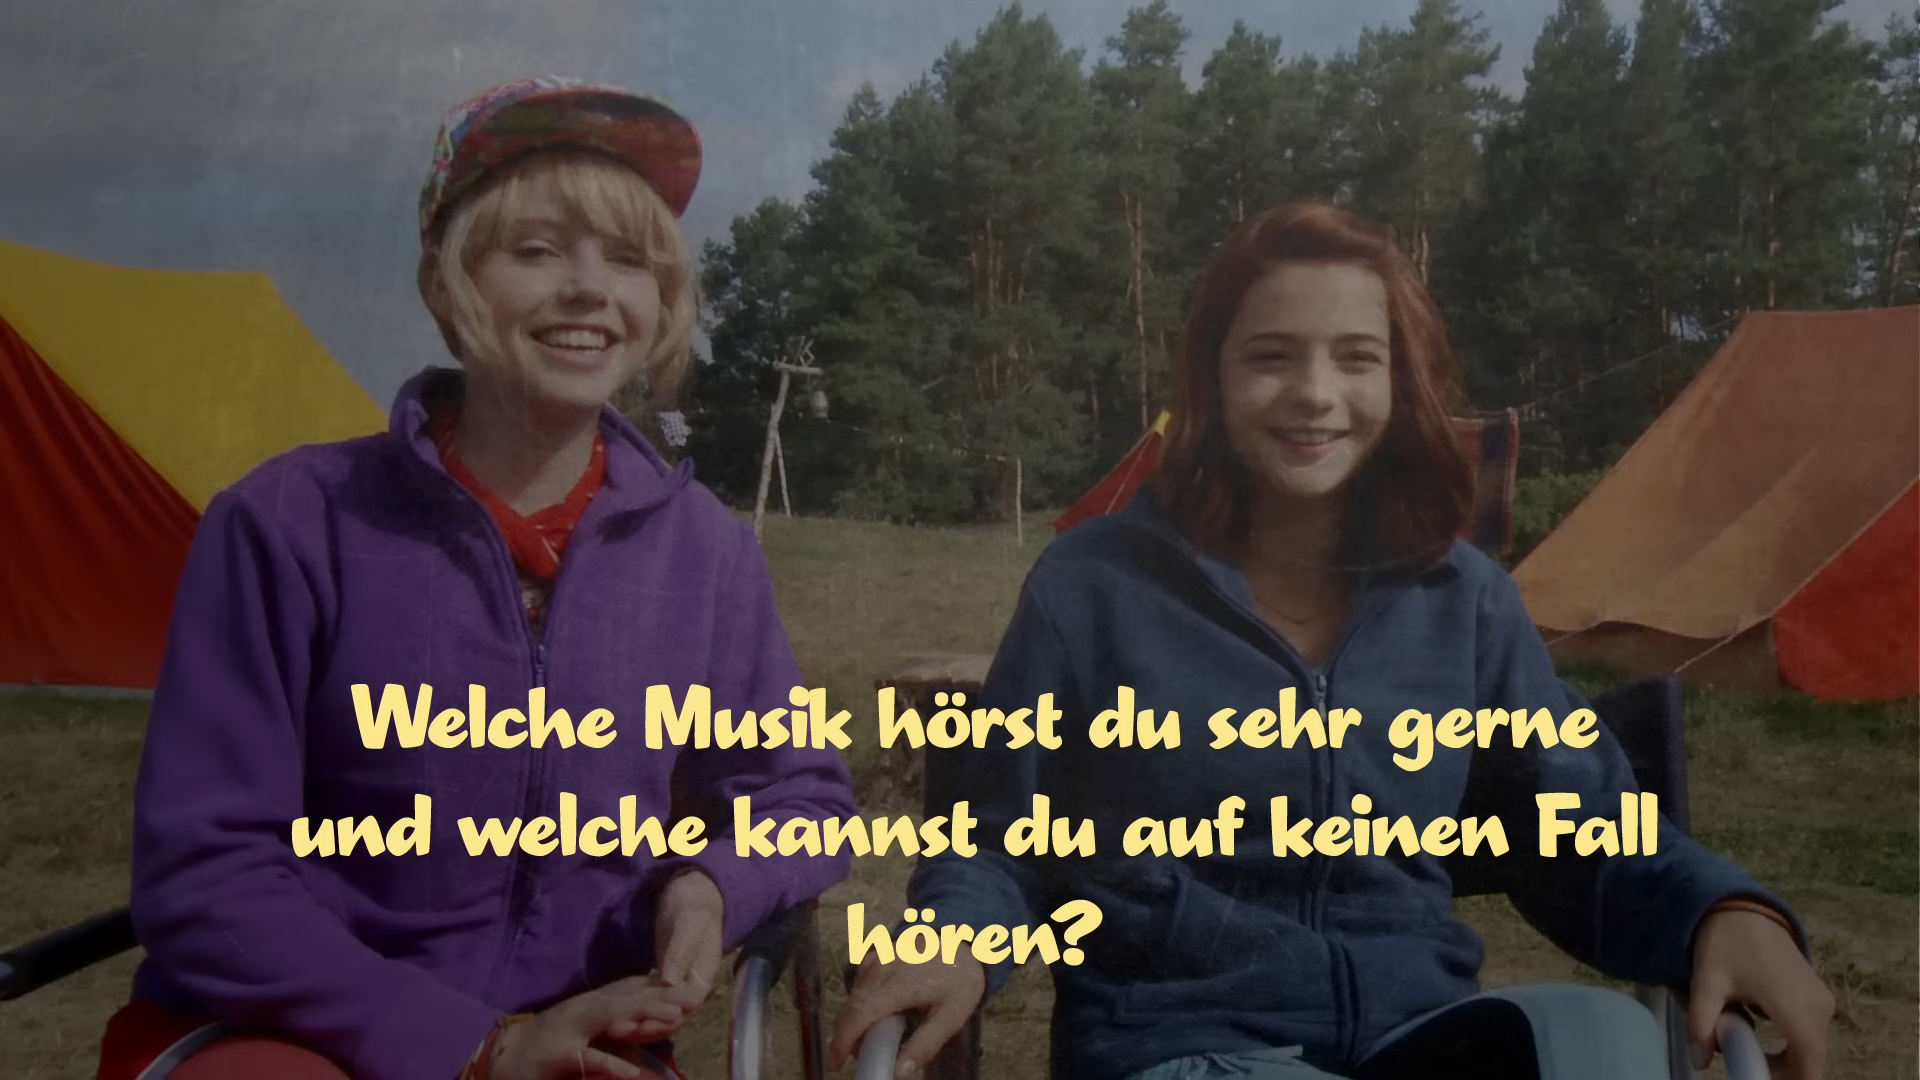 Welche Musik hörst du sehr gerne
und welche kannst du auf keinen Fall
hören?